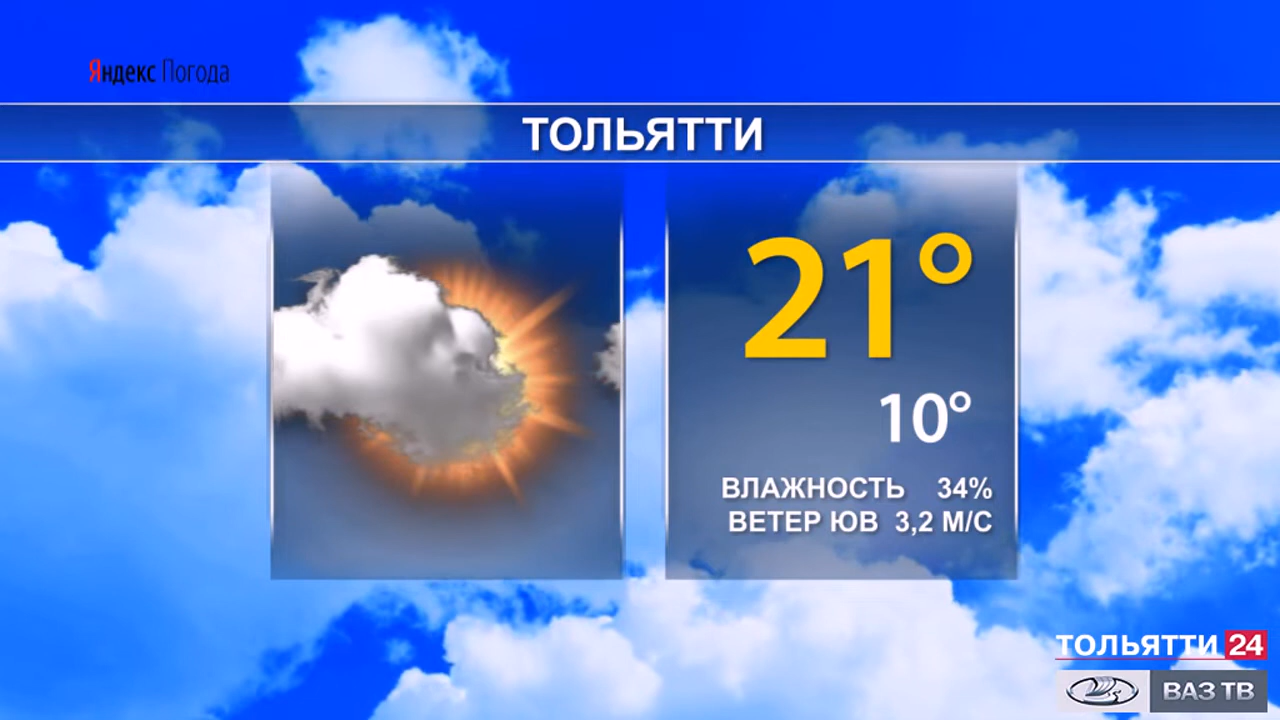 Яндекс Погода
ТОЛЬЯТТИ
21°
10°
ВЛАЖНОСТЬ 34%
ВЕТЕР ЮВ 3,2 М/С
ТОЛЬЯТТИ 24
ВАЗ ТВ